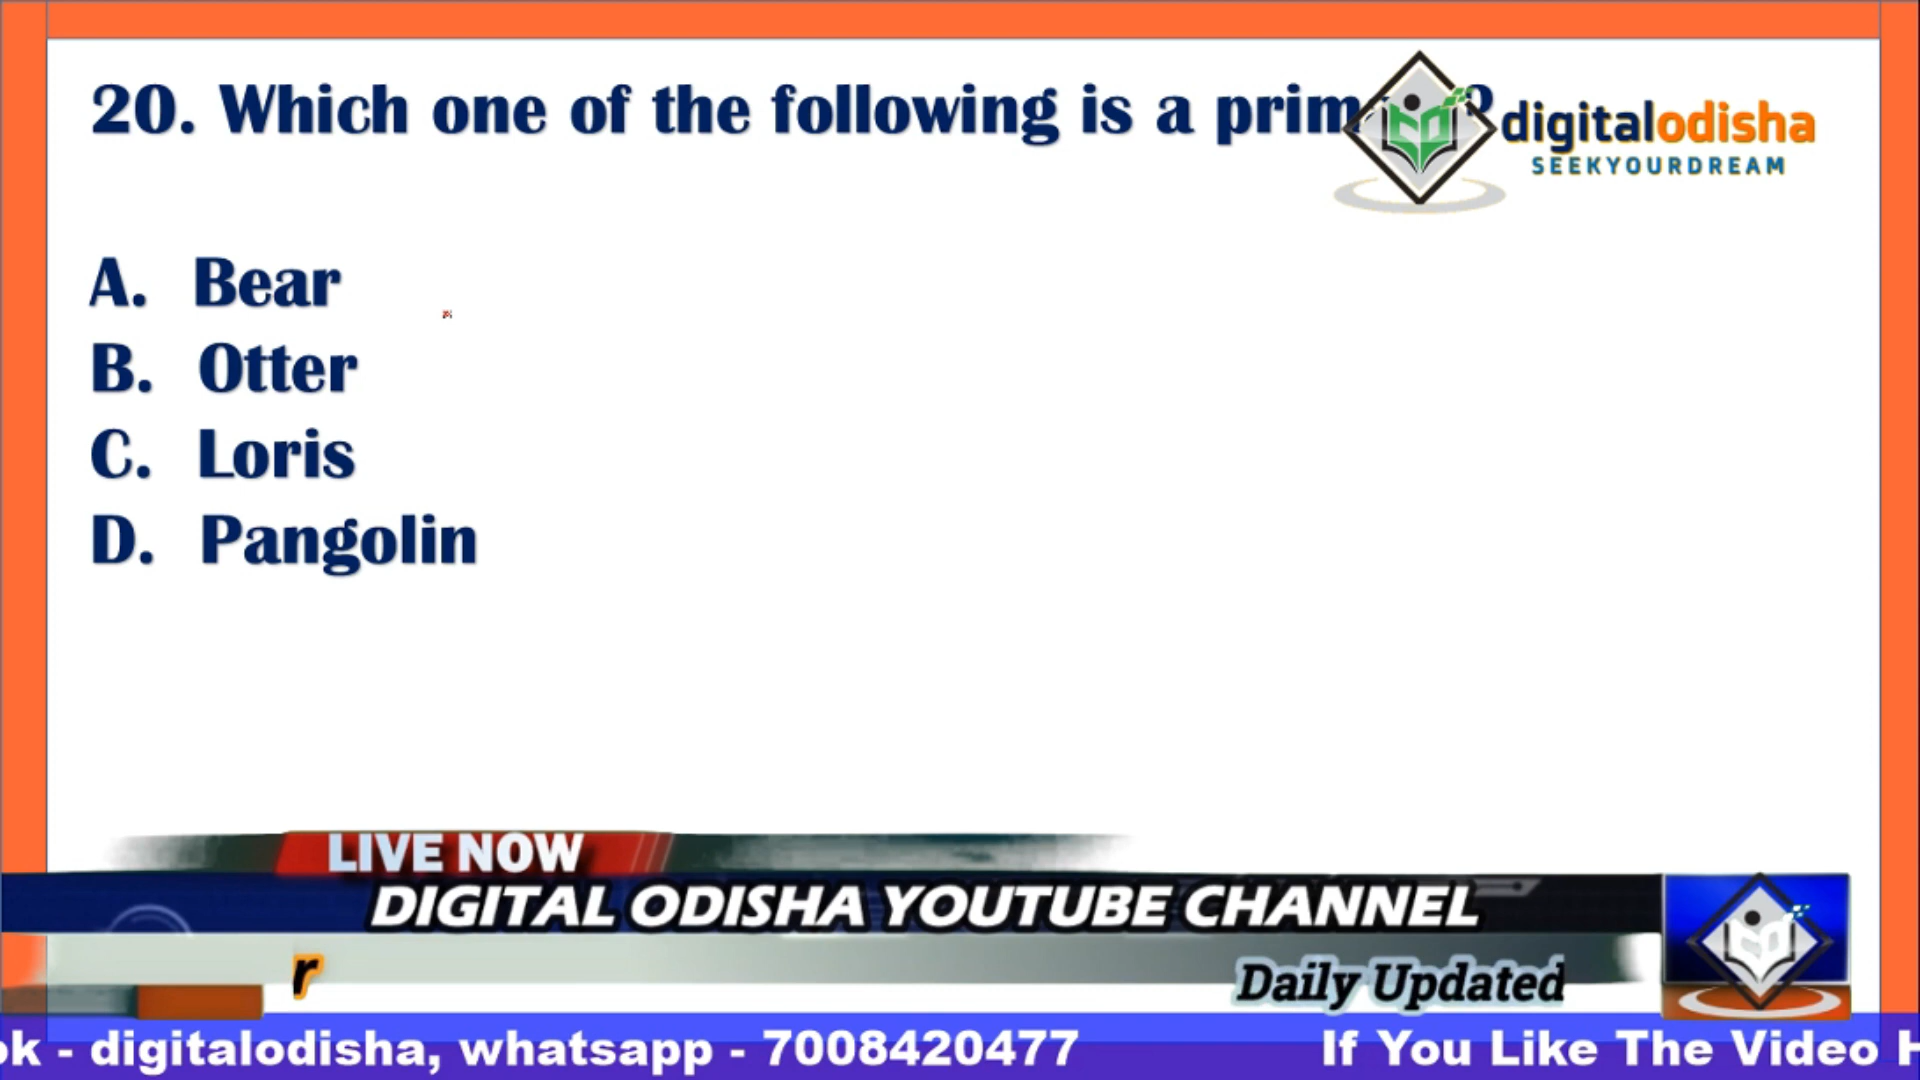 20. Which one of the following is a prim ?
digitalodisha
SEEKYOURDREAM
A. Bear
B. Otter
C. Loris
D. Pangolin
LIVE NOW
DIGITAL ODISHA YOUTUBE CHANNEL
r
Daily Updated
ok - digitalodisha, whatsapp - 7008420477 If You Like The Video H